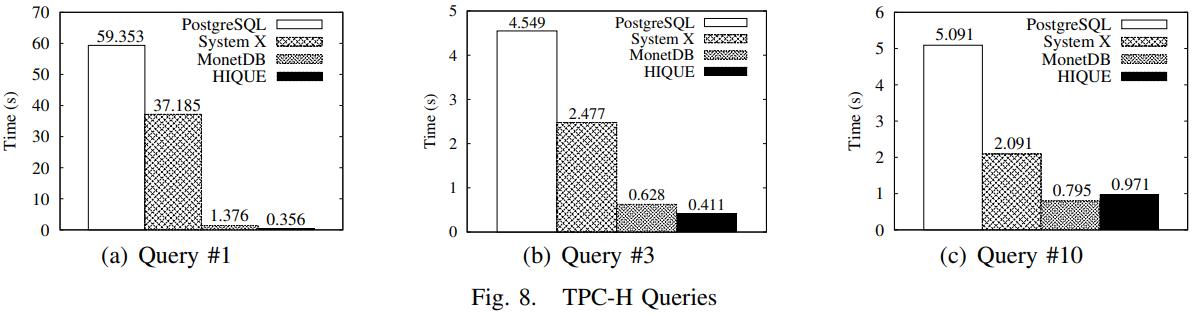 70
60
50
40
30
20
10
0
Time (s)
59.353
37.185
1.376
0.356
PostgreSQL
System X
MonetDB
HIQUE
(a) Query #1
5
4
3
2
1
0
Time (s)
4.549
2.477
0.628
0.411
PostgreSQL
System X
MonetDB
HIQUE
(b) Query #3
6
5
4
3
2
1
0
Time (s)
5.091
2.091
0.795
0.971
PostgreSQL
System X
MonetDB
HIQUE
(c) Query #10
Fig. 8. TPC-H Queries